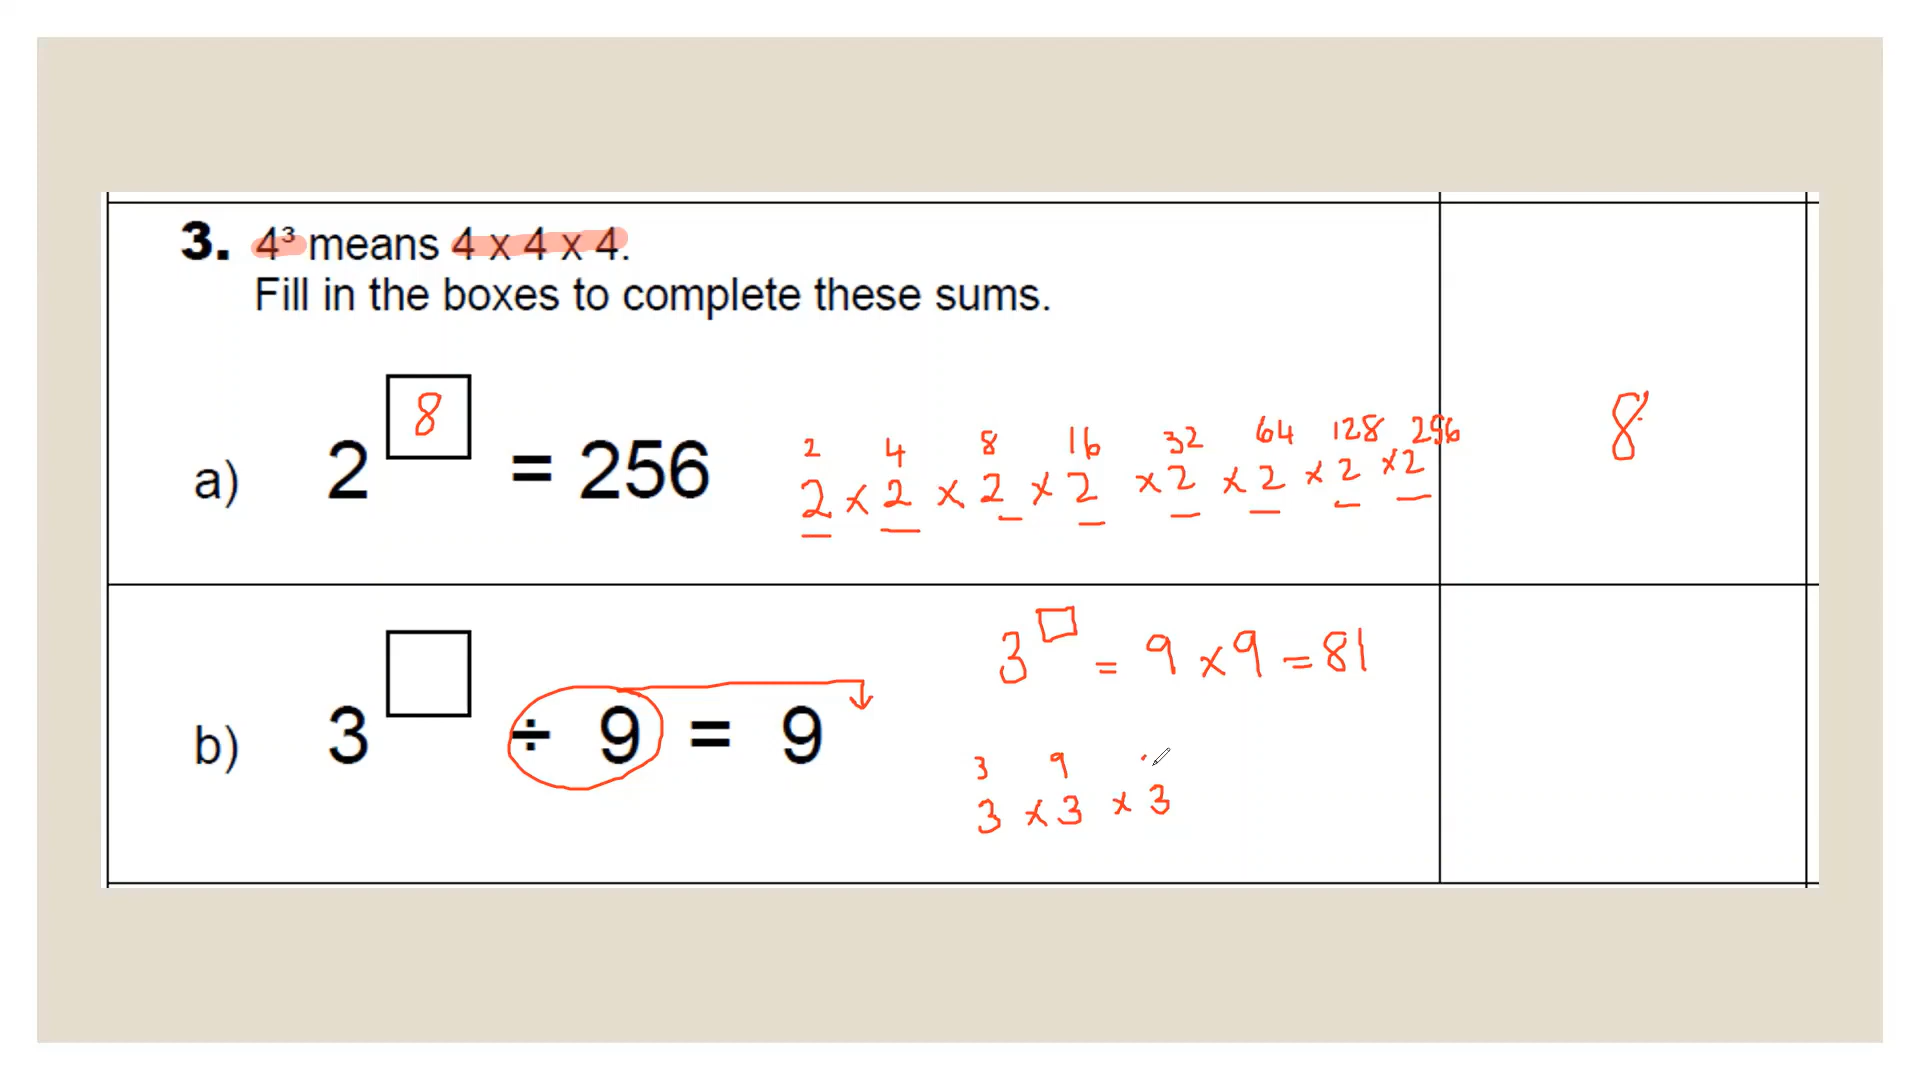 3. 4³ means 4 x 4 x 4.
Fill in the boxes to complete these sums.
8
a) 2 = 256
2 4 8 16 32 64 128 256
2 × 2 × 2 × 2 × 2 × 2 × 2 × 2
8
b) 3 ÷ 9 = 9
3 = 9 × 9 = 81
3 9
3 × 3 × 3